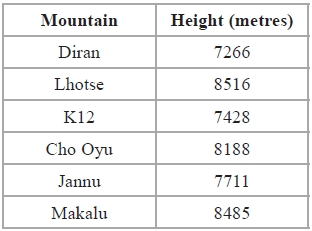 Mountain Height (metres)
Diran 7266
Lhotse 8516
K12 7428
Cho Oyu 8188
Jannu 7711
Makalu 8485